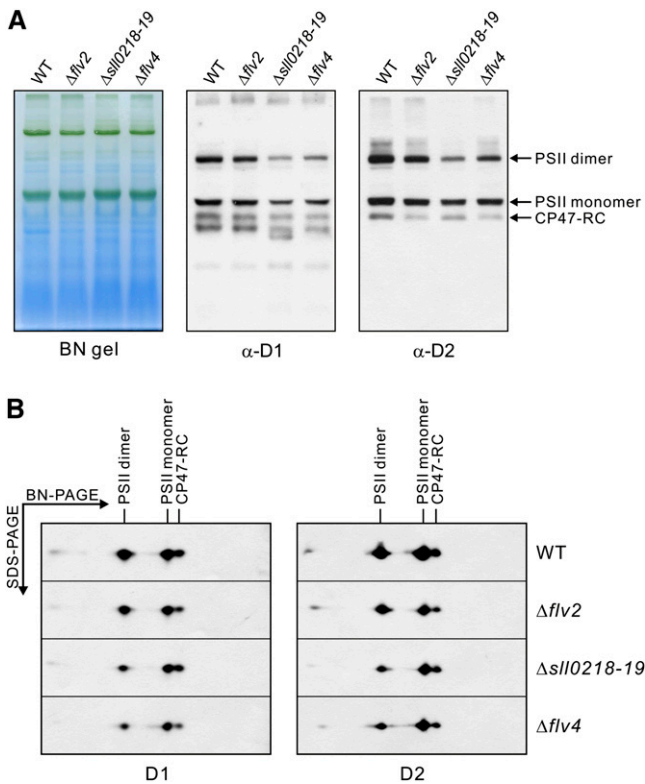 A
WT Δflv2 Δsll0218-19 Δflv4
WT Δflv2 Δsll0218-19 Δflv4
WT Δflv2 Δsll0218-19 Δflv4
PSII dimer
PSII monomer
CP47-RC
BN gel
α-D1
α-D2
B
PSII dimer PSII monomer CP47-RC
PSII dimer PSII monomer CP47-RC
BN-PAGE
SDS-PAGE
WT
Δflv2
Δsll0218-19
Δflv4
D1
D2